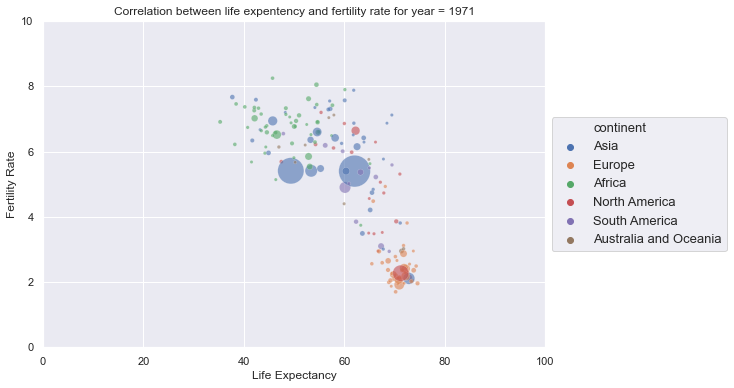 Correlation between life expentency and fertility rate for year = 1971
10
8
6
4
2
0
Fertility Rate
0 20 40 60 80 100
Life Expectancy
continent
Asia
Europe
Africa
North America
South America
Australia and Oceania